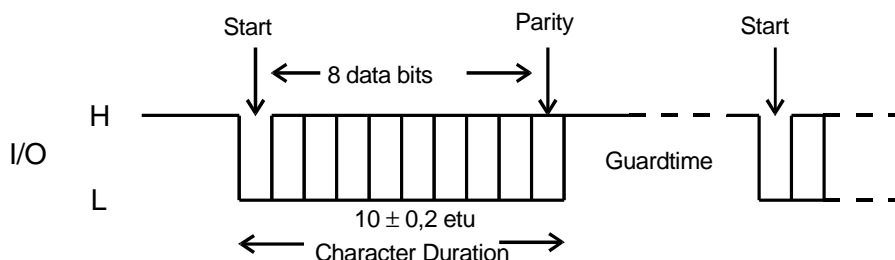 Start Parity Start
8 data bits
H
I/O
Guardtime
L
10 ± 0,2 etu
Character Duration